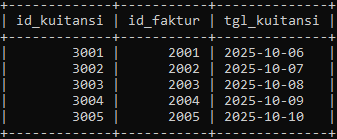 +-------------+-----------+--------------+
| id_kuitansi | id_faktur | tgl_kuitansi |
+-------------+-----------+--------------+
|        3001 |      2001 | 2025-10-06   |
|        3002 |      2002 | 2025-10-07   |
|        3003 |      2003 | 2025-10-08   |
|        3004 |      2004 | 2025-10-09   |
|        3005 |      2005 | 2025-10-10   |
+-------------+-----------+--------------+